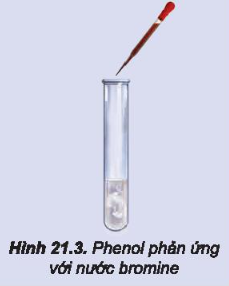 Hình 21.3. Phenol phản ứng
với nước bromine